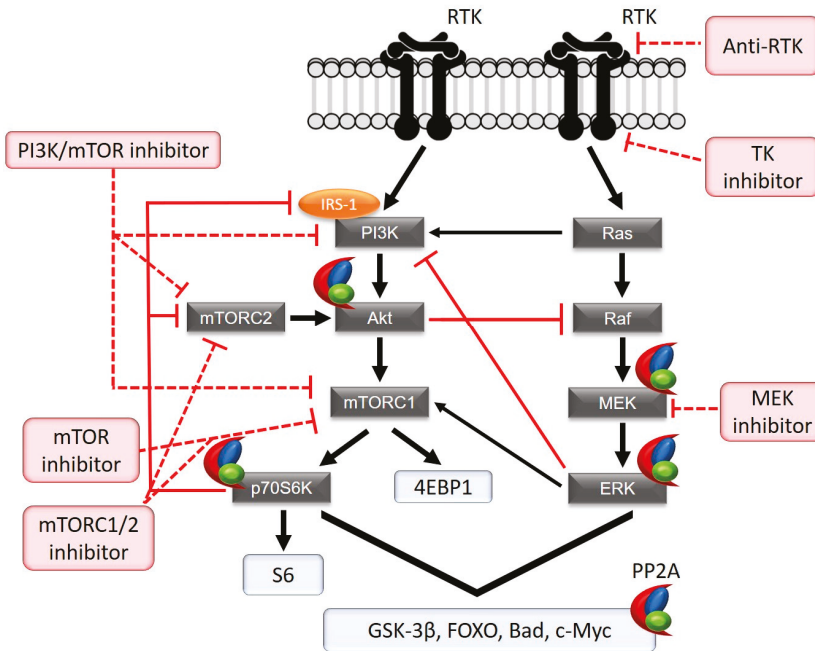 RTK
RTK
Anti-RTK
PI3K/mTOR inhibitor
TK
inhibitor
IRS-1
PI3K
Ras
mTORC2
Akt
Raf
mTORC1
MEK
MEK
inhibitor
mTOR
inhibitor
p70S6K
4EBP1
ERK
mTORC1/2
inhibitor
S6
PP2A
GSK-3β, FOXO, Bad, c-Myc